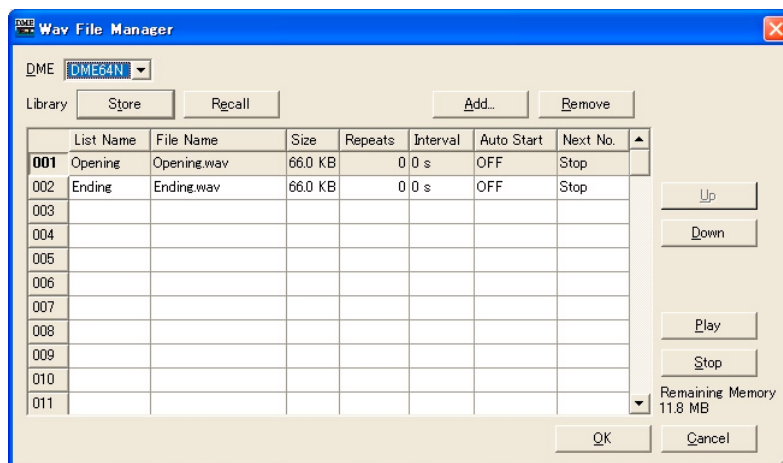 DME Wav File Manager
DME DME64N
Library Store Recall Add... Remove
List Name File Name Size Repeats Interval Auto Start Next No.
001 Opening Opening.wav 66.0 KB 0 0 s OFF Stop
002 Ending Ending.wav 66.0 KB 0 0 s OFF Stop
Up
003
004 Down
005
006
007
008 Play
009
Stop
010
Remaining Memory
011 11.8 MB
OK Cancel